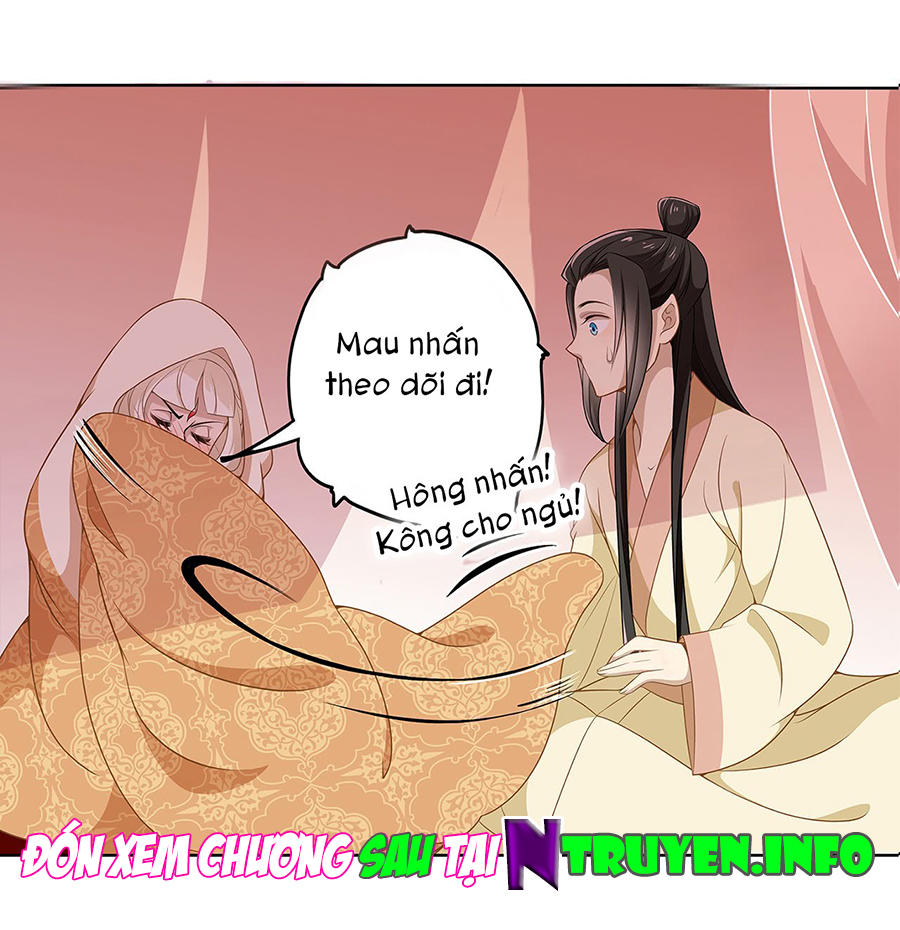 Mau nhấn
theo dõi đi!
Hông nhấn!
Kông cho ngủ!
ĐÓN XEM CHƯƠNG SAU TẠI NTRUYEN.INFO